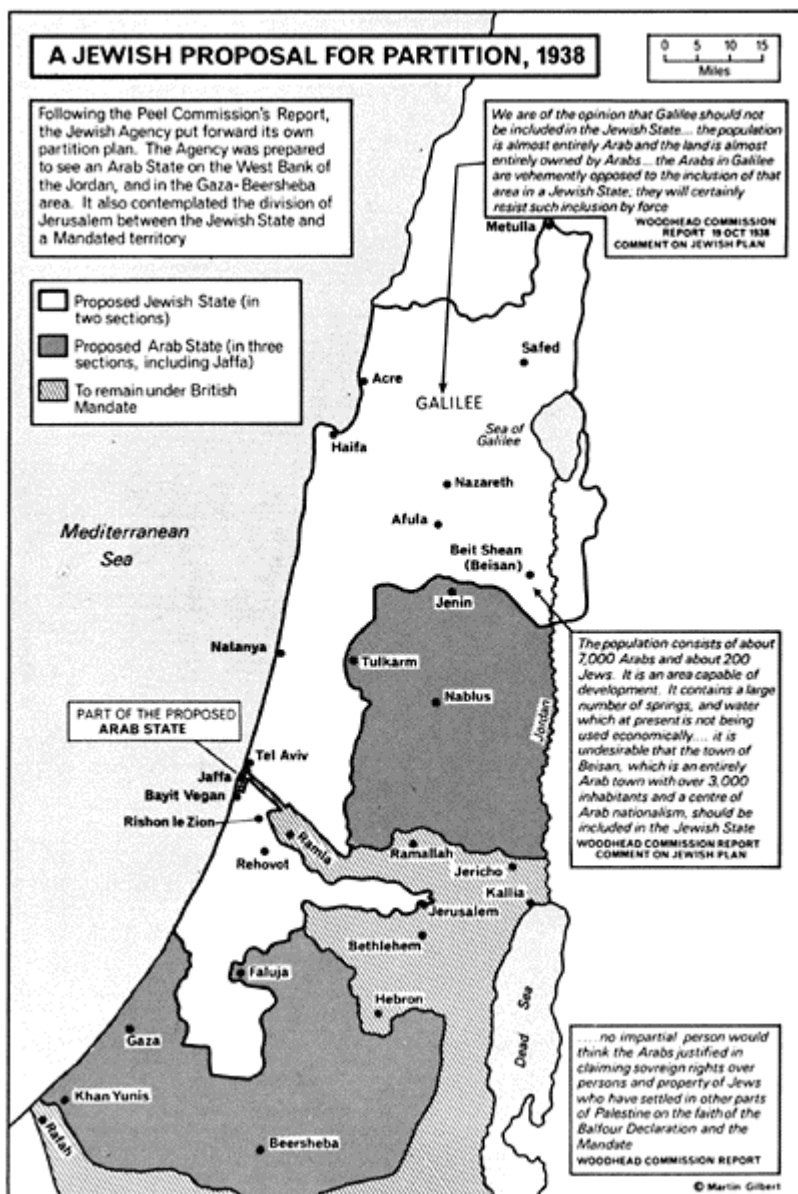 A JEWISH PROPOSAL FOR PARTITION, 1938
0 5 10 15
Miles
Following the Peel Commission's Report,
the Jewish Agency put forward its own
partition plan. The Agency was prepared
to see an Arab State on the West Bank of
the Jordan, and in the Gaza-Beersheba
area. It also contemplated the division of
Jerusalem between the Jewish State and
a Mandated territory
We are of the opinion that Galilee should not
be included in the Jewish State.... the population
is almost entirely Arab and the land is almost
entirely owned by Arabs... the Arabs in Galilee
are vehemently opposed to the inclusion of that
area in a Jewish State; they will certainly
resist such inclusion by force
WOODHEAD COMMISSION
REPORT 19 OCT 1938
COMMENT ON JEWISH PLAN
Proposed Jewish State (in
two sections)
Proposed Arab State (in three
sections, including Jaffa)
To remain under British
Mandate
Metulla
Safed
Acre
GALILEE
Sea of
Galilee
Haifa
Nazareth
Afula
Mediterranean
Sea
Beit Shean
(Beisan)
Jenin
Natanya
Tulkarm
Nablus
Jordan
The population consists of about
7,000 Arabs and about 200
Jews. It is an area capable of
development. It contains a large
number of springs, and water
which at present is not being
used economically.... it is
undesirable that the town of
Beisan, which is an entirely
Arab town with over 3,000
inhabitants and a centre of
Arab nationalism, should be
included in the Jewish State
WOODHEAD COMMISSION REPORT
COMMENT ON JEWISH PLAN
PART OF THE PROPOSED
ARAB STATE
Tel Aviv
Jaffa
Bayit Vegan
Rishon le Zion
Ramla
Rehovot
Ramallah
Jericho
Kallia
Jerusalem
Bethlehem
Faluja
Hebron
Dead Sea
Gaza
Khan Yunis
Rafah
Beersheba
.....no impartial person would
think the Arabs justified in
claiming sovreign rights over
persons and property of Jews
who have settled in other parts
of Palestine on the faith of the
Balfour Declaration and the
Mandate
WOODHEAD COMMISSION REPORT
© Martin Gilbert